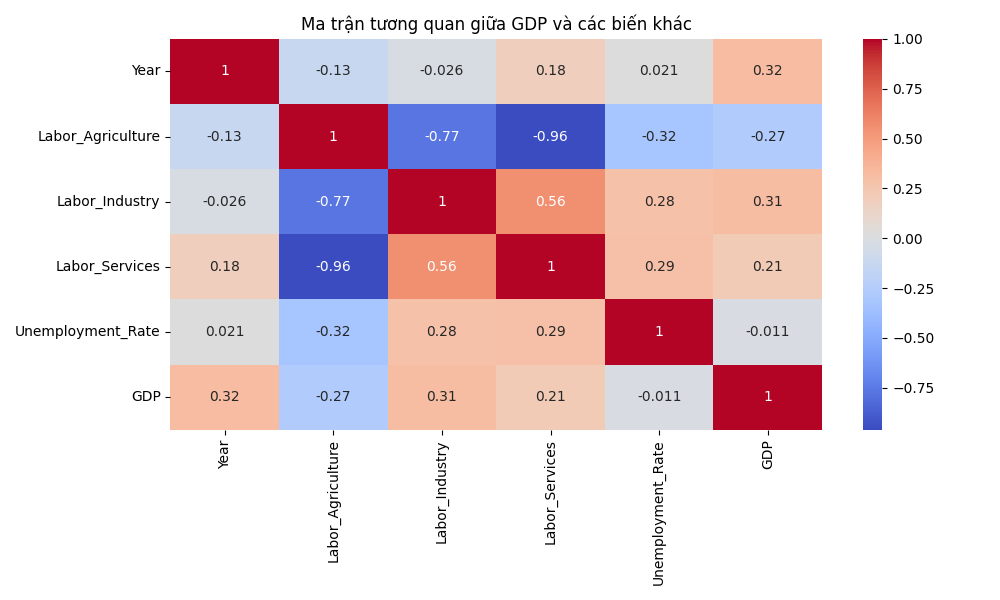 Ma trận tương quan giữa GDP và các biến khác
Year 1 -0.13 -0.026 0.18 0.021 0.32
Labor_Agriculture -0.13 1 -0.77 -0.96 -0.32 -0.27
Labor_Industry -0.026 -0.77 1 0.56 0.28 0.31
Labor_Services 0.18 -0.96 0.56 1 0.29 0.21
Unemployment_Rate 0.021 -0.32 0.28 0.29 1 -0.011
GDP 0.32 -0.27 0.31 0.21 -0.011 1
Year Labor_Agriculture Labor_Industry Labor_Services Unemployment_Rate GDP
1.00
0.75
0.50
0.25
0.00
−0.25
−0.50
−0.75